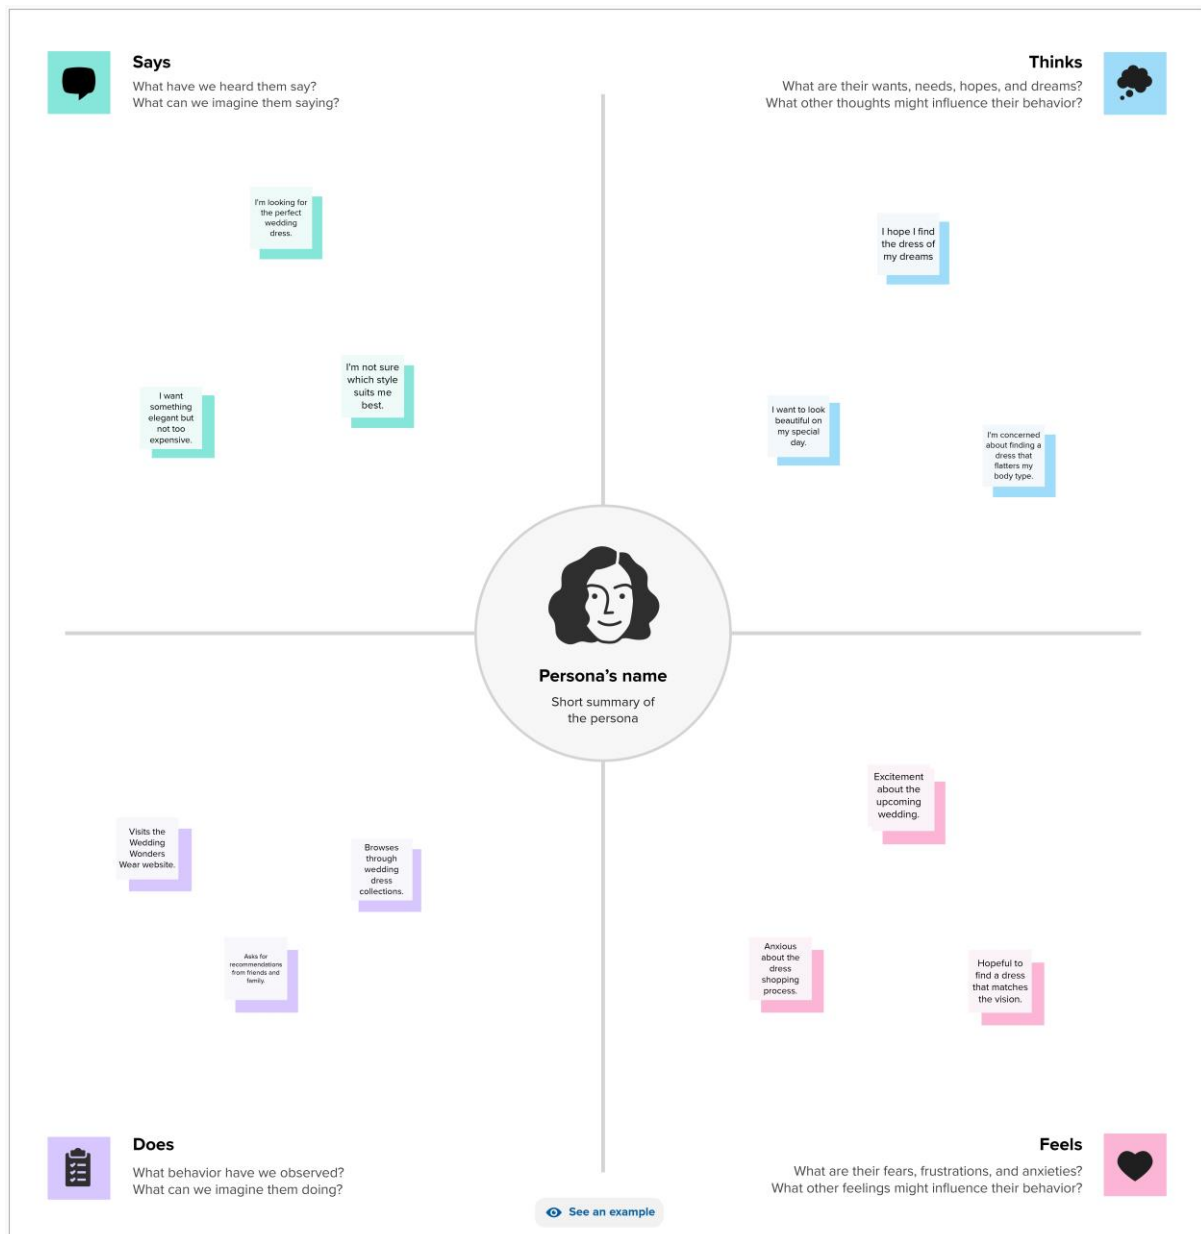 Says
What have we heard them say?
What can we imagine them saying?
Thinks
What are their wants, needs, hopes, and dreams?
What other thoughts might influence their behavior?
I'm looking for
the perfect
wedding
dress.
I want
something
elegant but
not too
expensive.
I'm not sure
which style
suits me
best.
I hope I find
the dress of
my dreams
I want to look
beautiful on
my special
day.
I'm concerned
about finding a
dress that
flatters my
body type.
Persona's name
Short summary of
the persona
Visits the
Wedding
Wonders
Wear website.
Browses
through
wedding
dress
collections.
Asks for
recommendations
from friends and
family.
Excitement
about the
upcoming
wedding.
Anxious
about the
dress
shopping
process.
Hopeful to
find a dress
that matches
the vision.
Does
What behavior have we observed?
What can we imagine them doing?
Feels
What are their fears, frustrations, and anxieties?
What other feelings might influence their behavior?
See an example